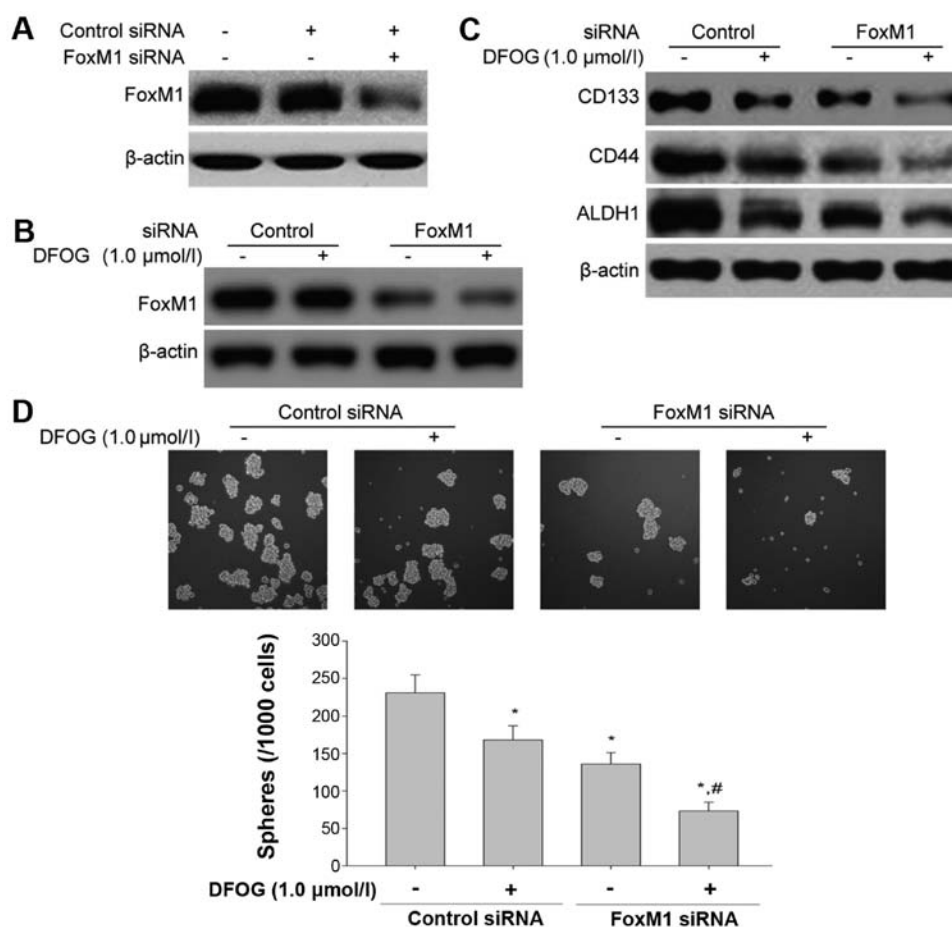 A
Control siRNA - + +
FoxM1 siRNA - - +
FoxM1
β-actin
B
siRNA Control FoxM1
DFOG (1.0 μmol/l) - + - +
FoxM1
β-actin
C
siRNA Control FoxM1
DFOG (1.0 μmol/l) - + - +
CD133
CD44
ALDH1
β-actin
D
Control siRNA FoxM1 siRNA
DFOG (1.0 μmol/l) - + - +
Spheres (/1000 cells)
300
250
200
150
100
50
0
* * *,#
DFOG (1.0 μmol/l) - + - +
Control siRNA FoxM1 siRNA